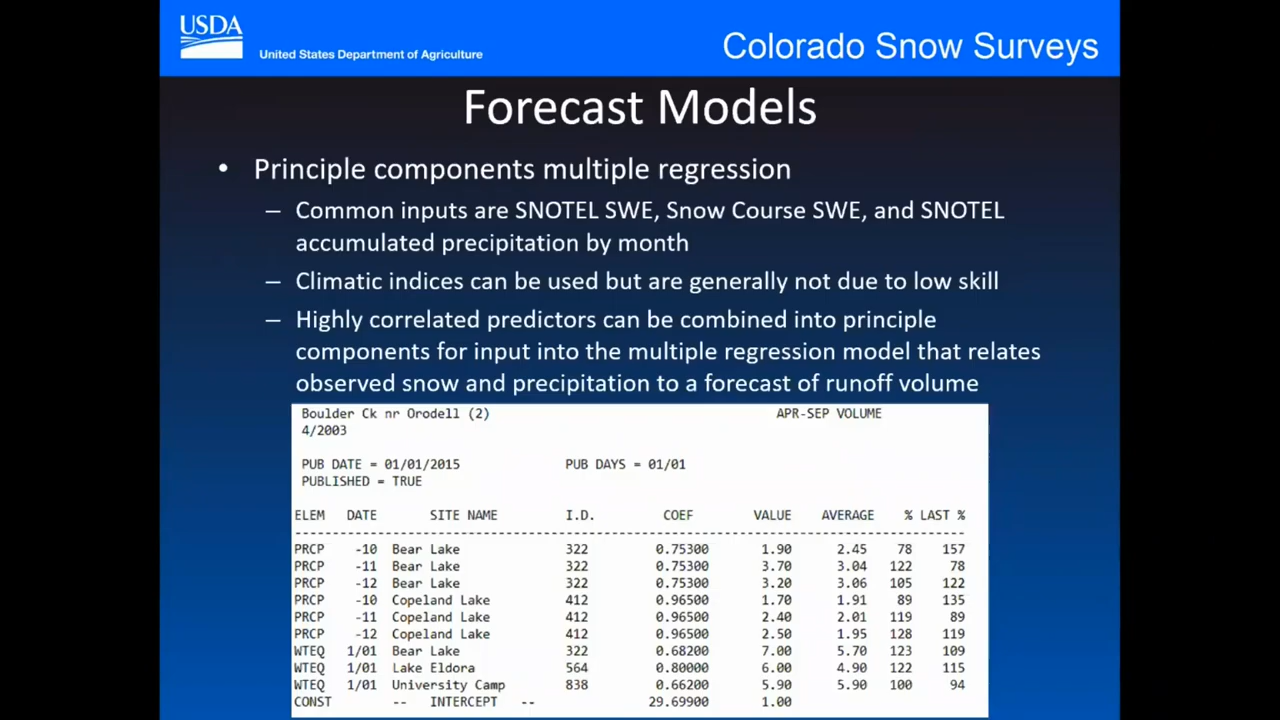 USDA
United States Department of Agriculture
Colorado Snow Surveys
Forecast Models
• Principle components multiple regression
– Common inputs are SNOTEL SWE, Snow Course SWE, and SNOTEL
accumulated precipitation by month
– Climatic indices can be used but are generally not due to low skill
– Highly correlated predictors can be combined into principle
components for input into the multiple regression model that relates
observed snow and precipitation to a forecast of runoff volume
Boulder Ck nr Orodell (2) APR-SEP VOLUME
4/2003
PUB DATE = 01/01/2015 PUB DAYS = 01/01
PUBLISHED = TRUE
ELEM DATE SITE NAME I.D. COEF VALUE AVERAGE % LAST %
PRCP -10 Bear Lake 322 0.75300 1.90 2.45 78 157
PRCP -11 Bear Lake 322 0.75300 3.70 3.04 122 78
PRCP -12 Bear Lake 322 0.75300 3.20 3.06 105 122
PRCP -10 Copeland Lake 412 0.96500 1.70 1.91 89 135
PRCP -11 Copeland Lake 412 0.96500 2.40 2.01 119 89
PRCP -12 Copeland Lake 412 0.96500 2.50 1.95 128 119
WTEQ 1/01 Bear Lake 322 0.68200 7.00 5.70 123 109
WTEQ 1/01 Lake Eldora 564 0.80000 6.00 4.90 122 115
WTEQ 1/01 University Camp 838 0.66200 5.90 5.90 100 94
CONST -- INTERCEPT -- 29.69900 1.00